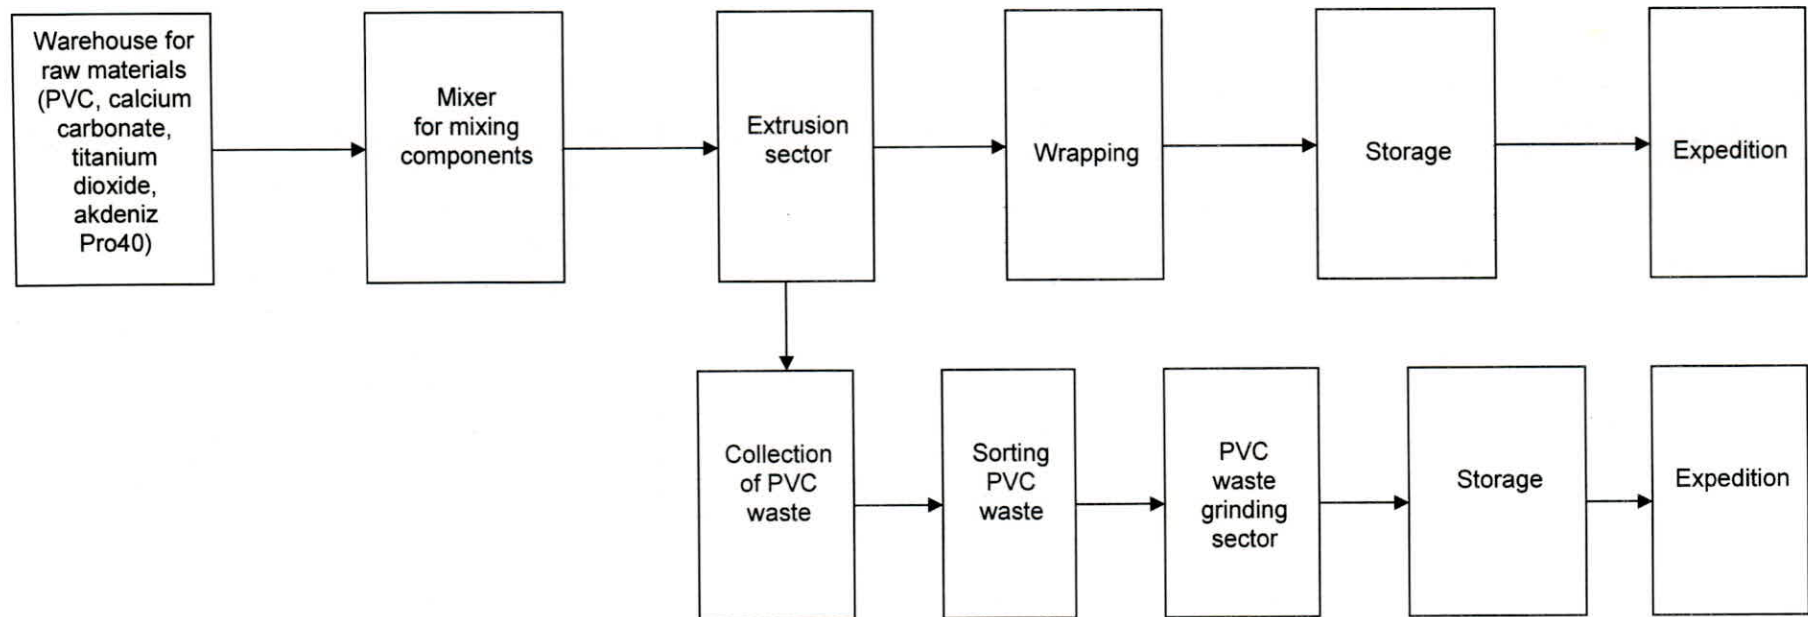 Warehouse for
raw materials
(PVC, calcium
carbonate,
titanium
dioxide,
akdeniz
Pro40)
Mixer
for mixing
components
Extrusion
sector
Wrapping
Storage
Expedition
Collection
of PVC
waste
Sorting
PVC
waste
PVC
waste
grinding
sector
Storage
Expedition